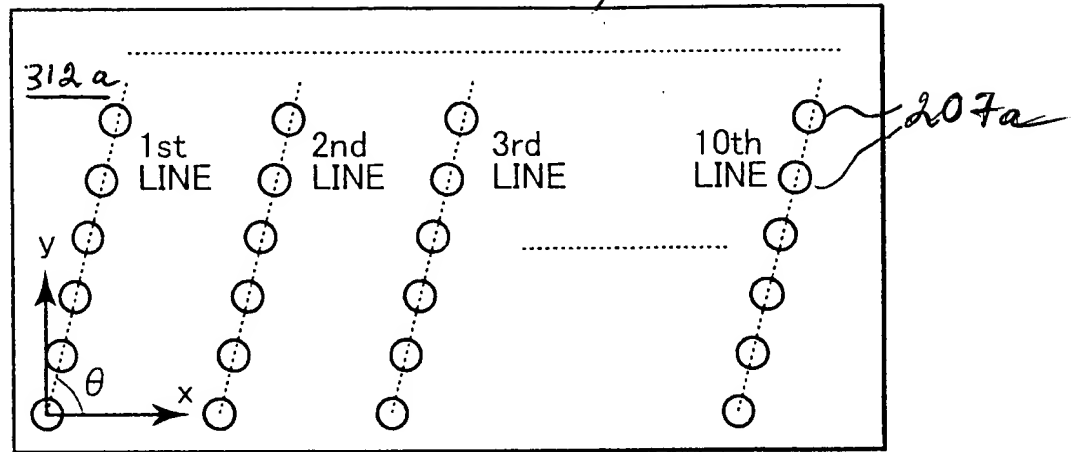 312a
207a
1st LINE
2nd LINE
3rd LINE
10th LINE
y
θ
x